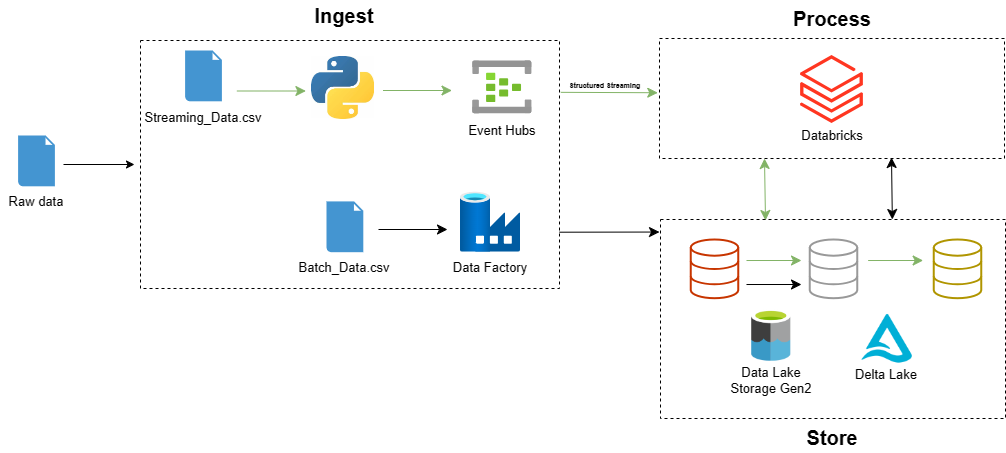 Ingest
Process
Streaming_Data.csv
Event Hubs
Structured Streaming
Databricks
Raw data
Batch_Data.csv
Data Factory
Data Lake
Storage Gen2
Delta Lake
Store